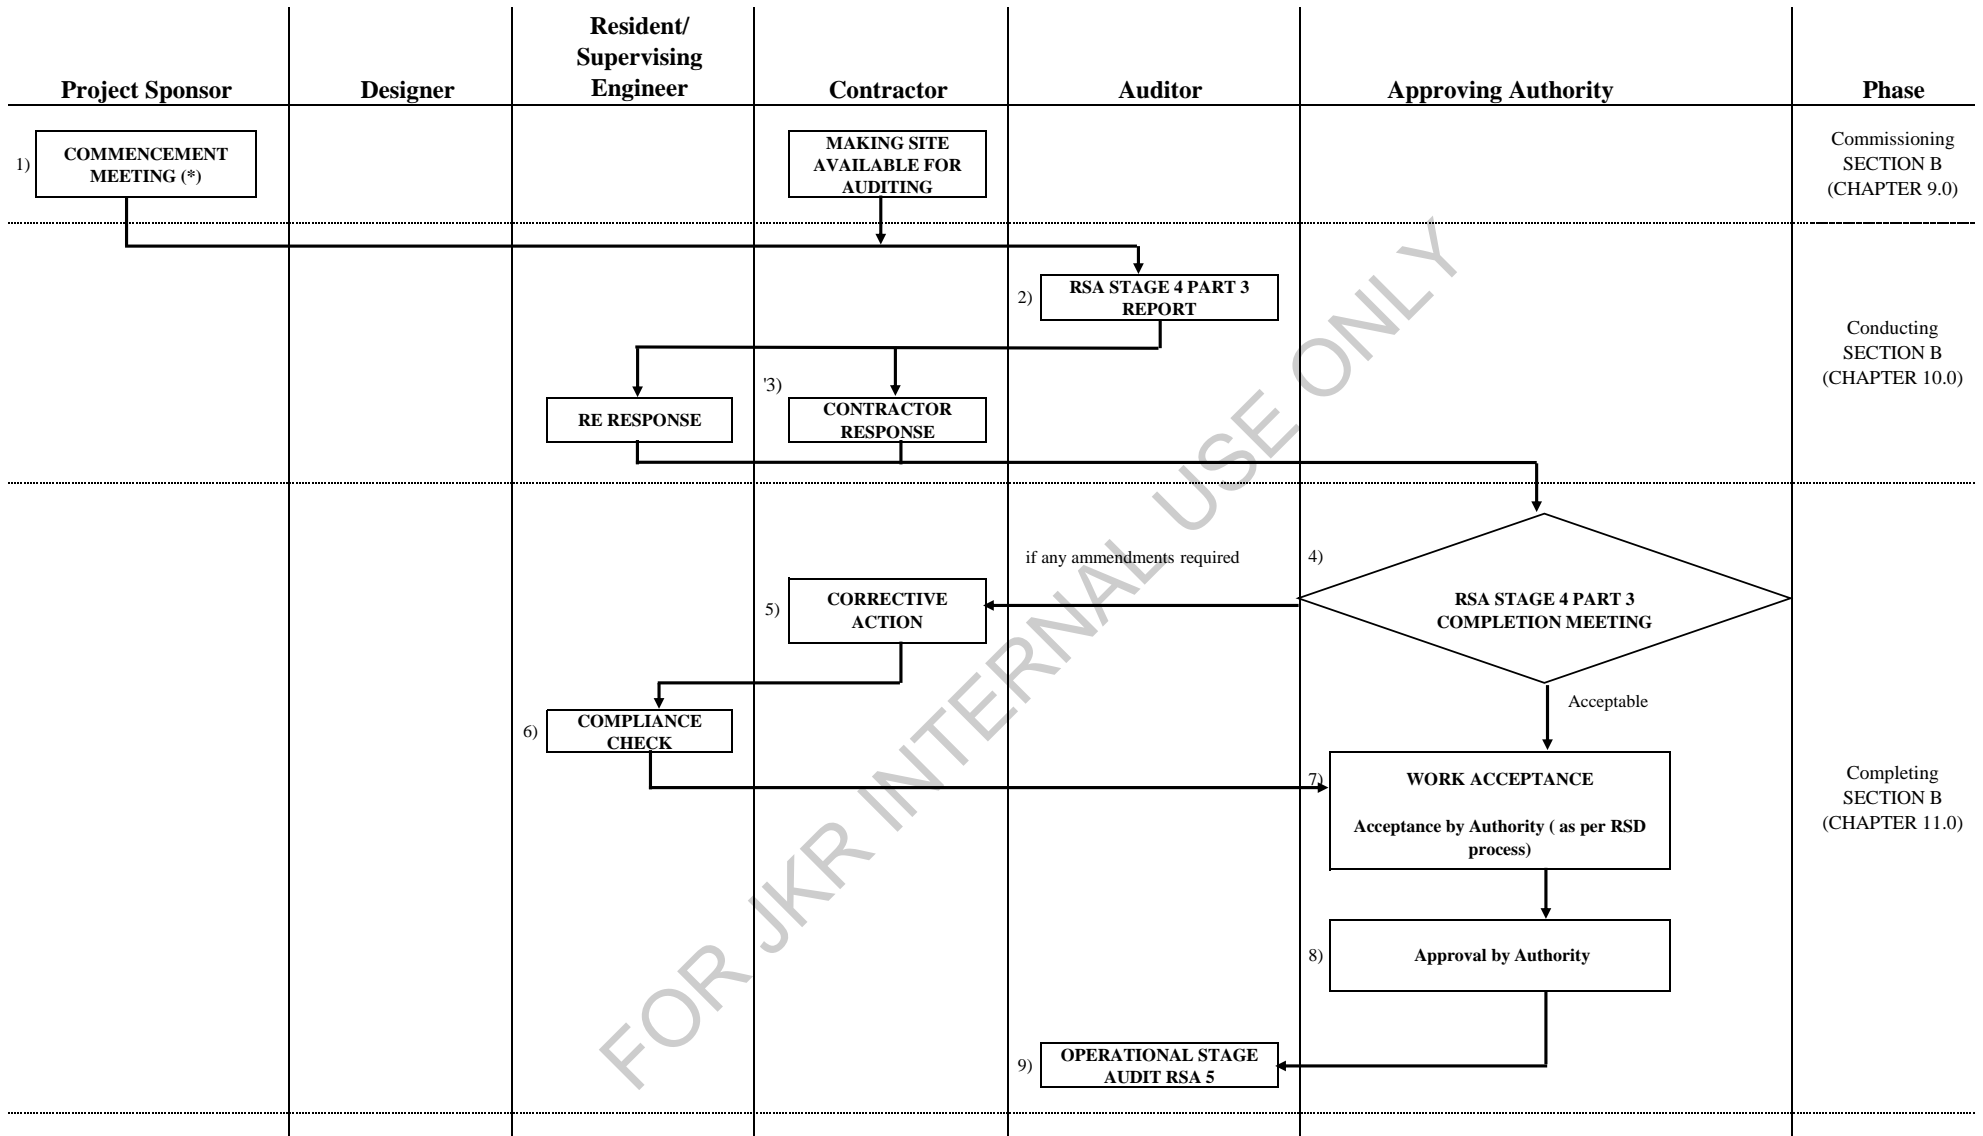 Resident/
Supervising
Engineer
Project Sponsor
Designer
Contractor
Auditor
Approving Authority
Phase
1)
COMMENCEMENT
MEETING (*)
MAKING SITE
AVAILABLE FOR
AUDITING
Commissioning
SECTION B
(CHAPTER 9.0)
2)
RSA STAGE 4 PART 3
REPORT
Conducting
SECTION B
(CHAPTER 10.0)
RE RESPONSE
'3)
CONTRACTOR
RESPONSE
if any ammendments required
4)
RSA STAGE 4 PART 3
COMPLETION MEETING
5)
CORRECTIVE
ACTION
Acceptable
6)
COMPLIANCE
CHECK
7)
WORK ACCEPTANCE
Acceptance by Authority ( as per RSD
process)
Completing
SECTION B
(CHAPTER 11.0)
8)
Approval by Authority
9)
OPERATIONAL STAGE
AUDIT RSA 5
FOR JKR INTERNAL USE ONLY